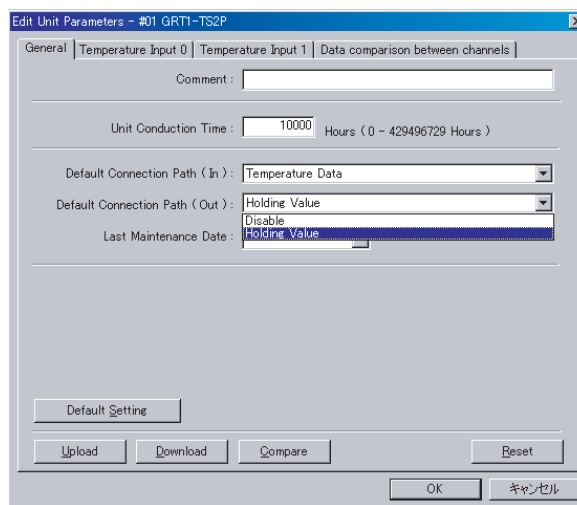 Edit Unit Parameters - #01 GRT1-TS2P
General Temperature Input 0 Temperature Input 1 Data comparison between channels
Comment :
Unit Conduction Time : 10000 Hours ( 0 - 429496729 Hours )
Default Connection Path (In) : Temperature Data
Default Connection Path (Out) : Holding Value
Disable
Last Maintenance Date : Holding Value
Default Setting
Upload Download Compare Reset
OK キャンセル